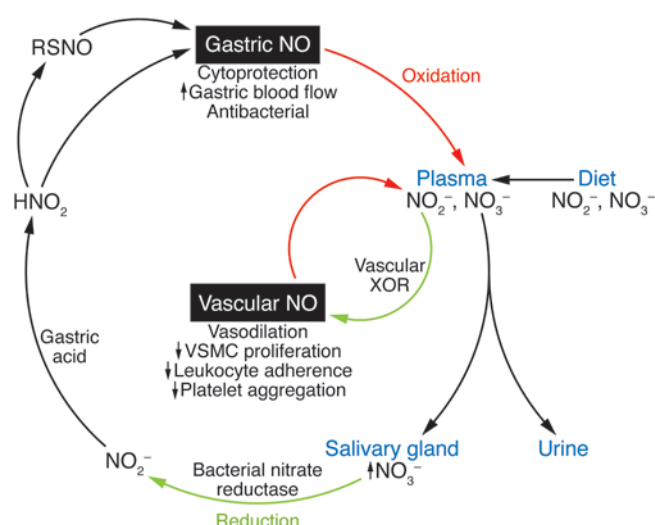 RSNO
Gastric NO
Cytoprotection
↑Gastric blood flow
Antibacterial
Oxidation
Plasma
NO₂⁻, NO₃⁻
Diet
NO₂⁻, NO₃⁻
HNO₂
Vascular
XOR
Vascular NO
Vasodilation
↓VSMC proliferation
↓Leukocyte adherence
↓Platelet aggregation
Gastric
acid
NO₂⁻
Bacterial nitrate
reductase
Reduction
Salivary gland
↑NO₃⁻
Urine